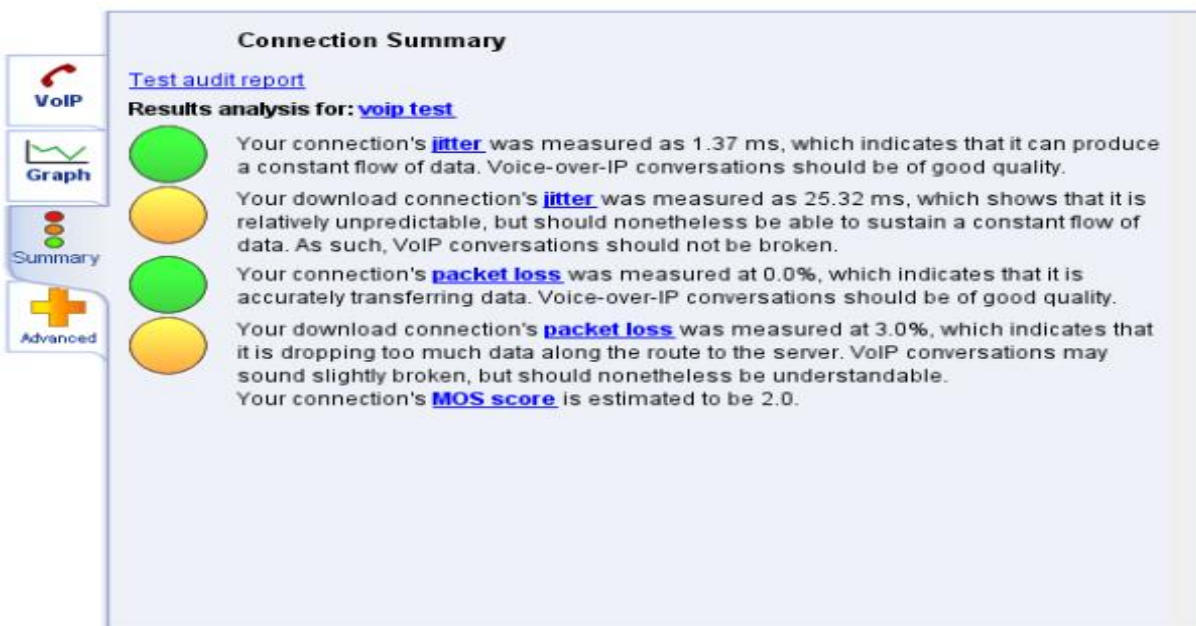 Connection Summary
VoIP
Graph
Summary
Advanced
Test audit report
Results analysis for: voip test
Your connection's jitter was measured as 1.37 ms, which indicates that it can produce
a constant flow of data. Voice-over-IP conversations should be of good quality.
Your download connection's jitter was measured as 25.32 ms, which shows that it is
relatively unpredictable, but should nonetheless be able to sustain a constant flow of
data. As such, VoIP conversations should not be broken.
Your connection's packet loss was measured at 0.0%, which indicates that it is
accurately transferring data. Voice-over-IP conversations should be of good quality.
Your download connection's packet loss was measured at 3.0%, which indicates that
it is dropping too much data along the route to the server. VoIP conversations may
sound slightly broken, but should nonetheless be understandable.
Your connection's MOS score is estimated to be 2.0.